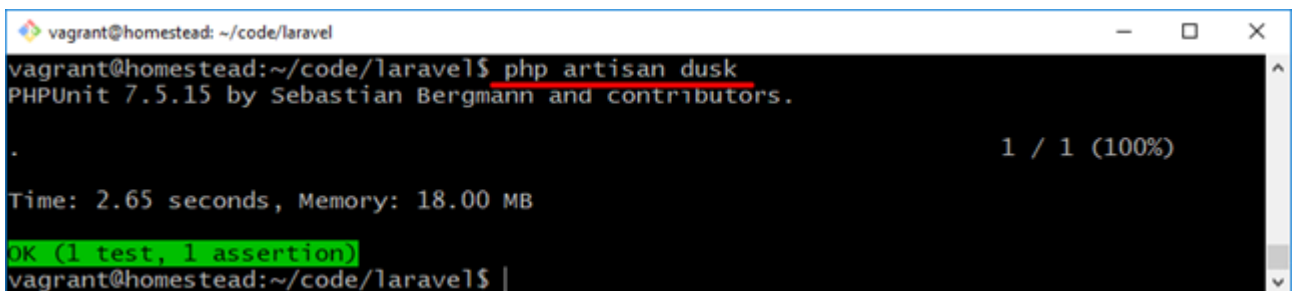 vagrant@homestead: ~/code/laravel
vagrant@homestead:~/code/laravel$ php artisan dusk
PHPUnit 7.5.15 by Sebastian Bergmann and contributors.
. 1 / 1 (100%)
Time: 2.65 seconds, Memory: 18.00 MB
OK (1 test, 1 assertion)
vagrant@homestead:~/code/laravel$